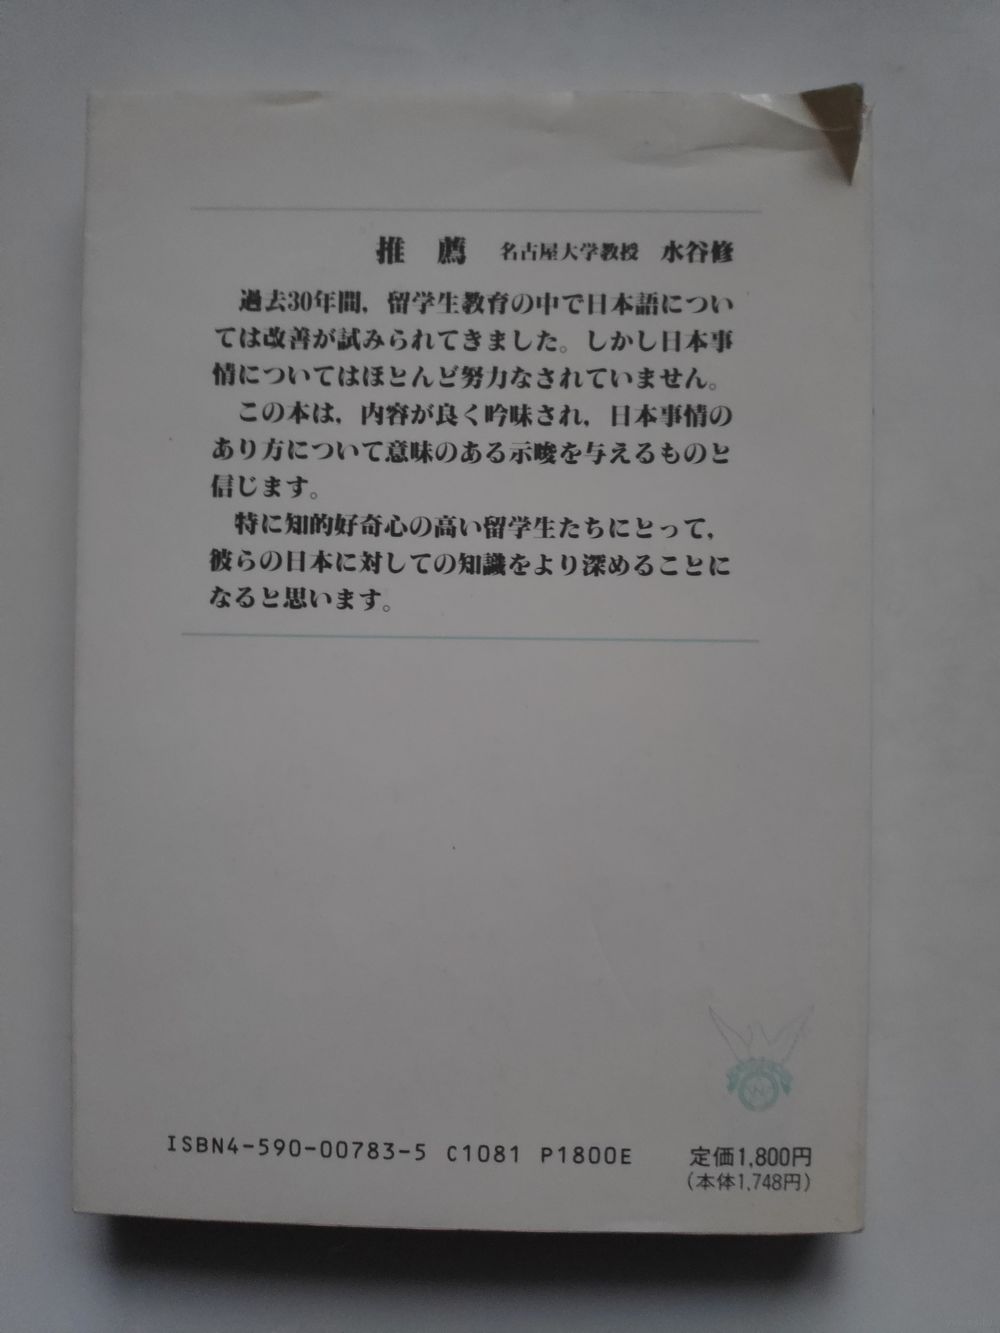 推 薦 名古屋大学教授 水谷修
過去30年間，留学生教育の中で日本語につい
ては改善が試みられてきました。しかし日本事
情についてはほとんど努力なされていません。
この本は，内容が良く吟味され，日本事情の
あり方について意味のある示唆を与えるものと
信じます。
特に知的好奇心の高い留学生たちにとって，
彼らの日本に対しての知識をより深めることに
なると思います。
ISBN4-590-00783-5 C1081 P1800E
定価1,800円
(本体1,748円)